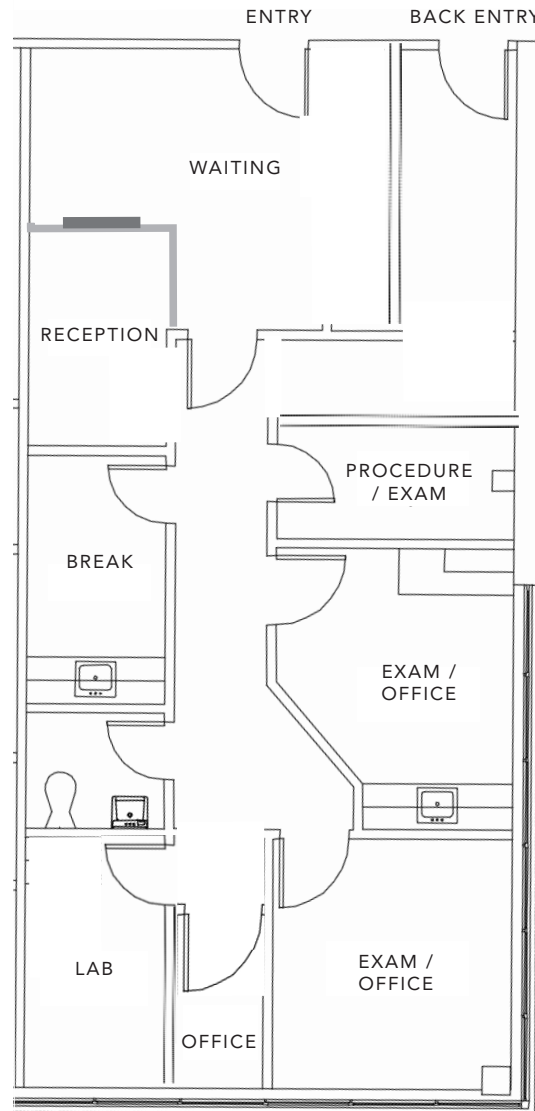 ENTRY
BACK ENTRY
WAITING
RECEPTION
PROCEDURE
/ EXAM
BREAK
EXAM /
OFFICE
LAB
EXAM /
OFFICE
OFFICE